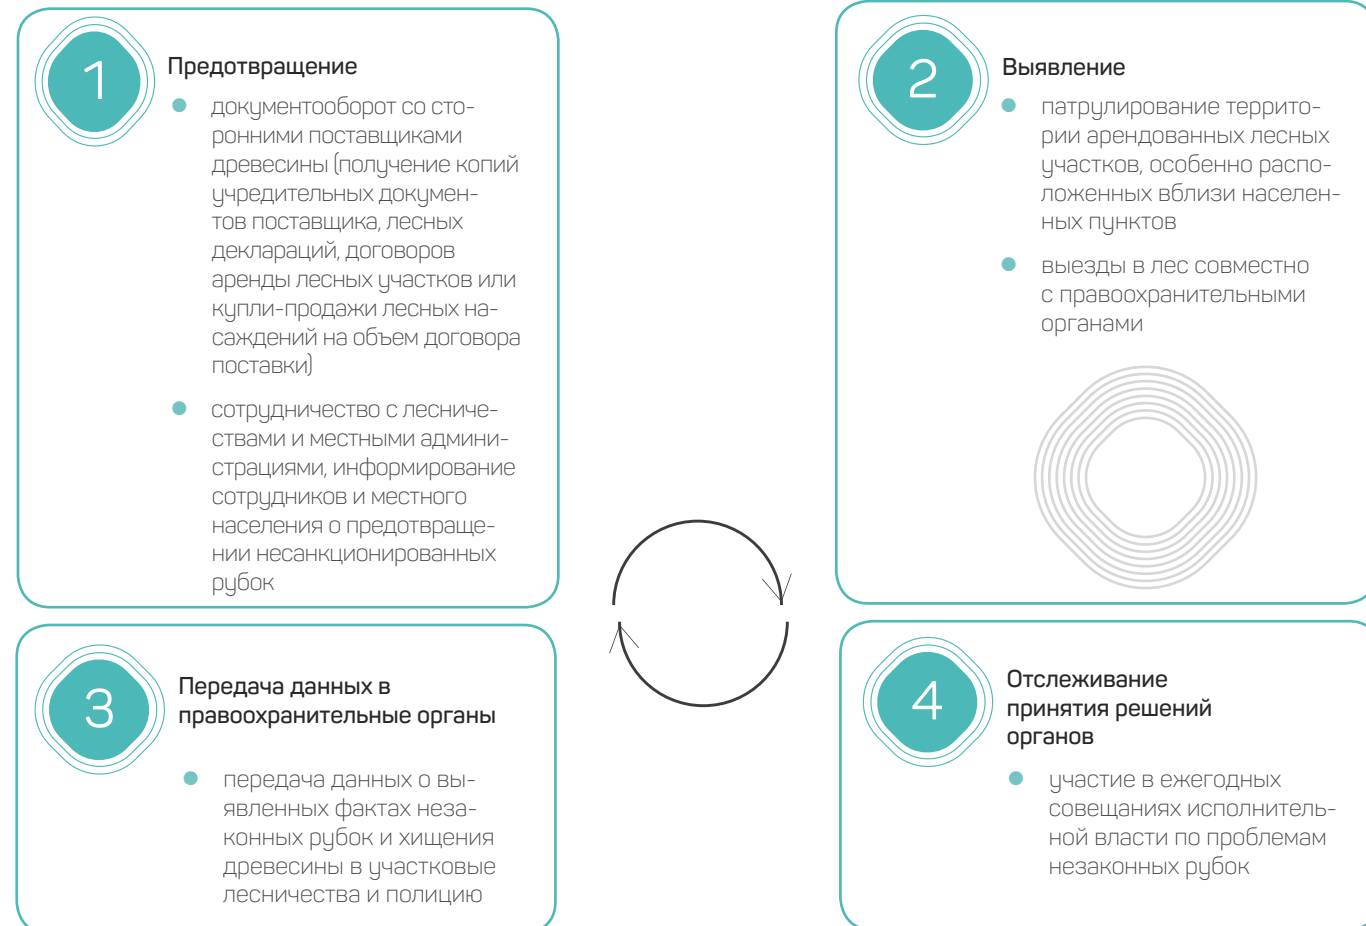 1
Предотвращение
документооборот со сто-
ронними поставщиками
древесины (получение копий
учредительных докумен-
тов поставщика, лесных
деклараций, договоров
аренды лесных участков или
купли-продажи лесных на-
саждений на объем договора
поставки)
сотрудничество с лесниче-
ствами и местными админи-
страциями, информирование
сотрудников и местного
населения о предотвраще-
нии несанкционированных
рубок
2
Выявление
патрулирование террито-
рии арендованных лесных
участков, особенно распо-
ложенных вблизи населен-
ных пунктов
выезды в лес совместно
с правоохранительными
органами
3
Передача данных в
правоохранительные органы
передача данных о вы-
явленных фактах неза-
конных рубок и хищения
древесины в участковые
лесничества и полицию
4
Отслеживание
принятия решений
органов
участие в ежегодных
совещаниях исполнитель-
ной власти по проблемам
незаконных рубок